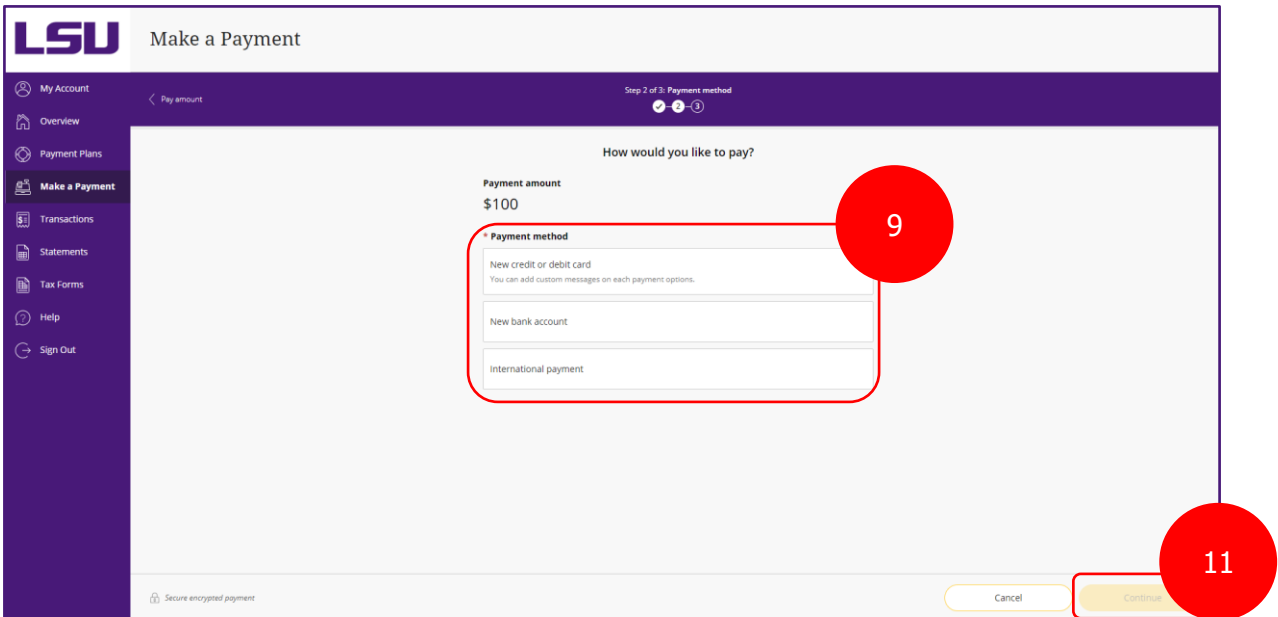 LSU
Make a Payment
My Account
Overview
Payment Plans
Make a Payment
Transactions
Statements
Tax Forms
Help
Sign Out
Pay amount
Step 2 of 3: Payment method
2
3
How would you like to pay?
Payment amount
$100
9
* Payment method
New credit or debit card
You can add custom messages on each payment options.
New bank account
International payment
11
Secure encrypted payment
Cancel
Continue